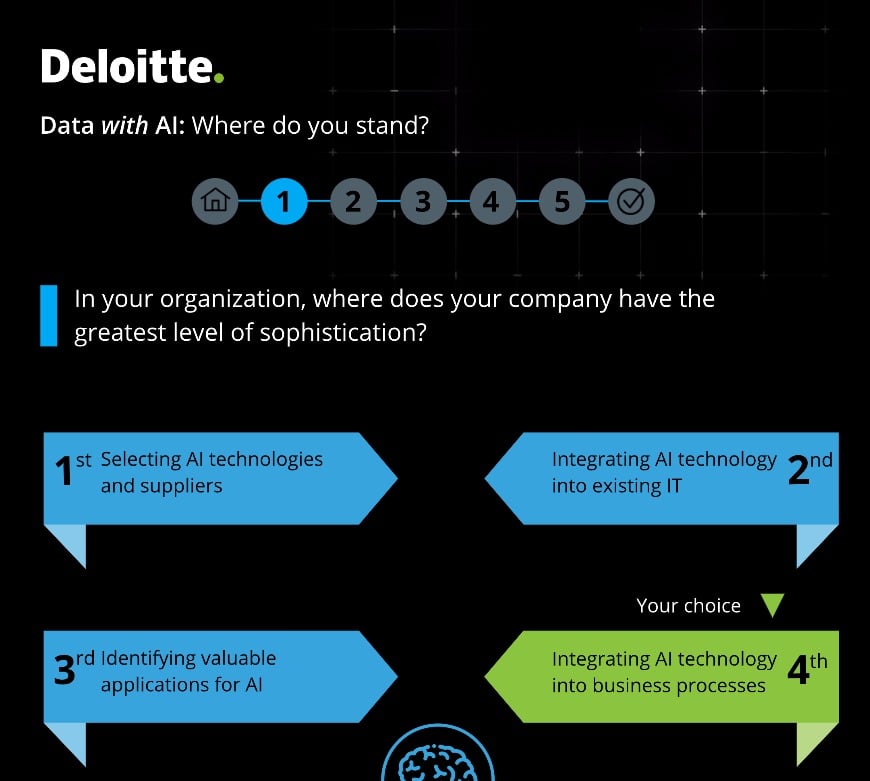 Deloitte.
Data with AI: Where do you stand?
1 2 3 4 5
In your organization, where does your company have the
greatest level of sophistication?
1st Selecting AI technologies
and suppliers
Integrating AI technology 2nd
into existing IT
Your choice
3rd Identifying valuable
applications for AI
Integrating AI technology 4th
into business processes